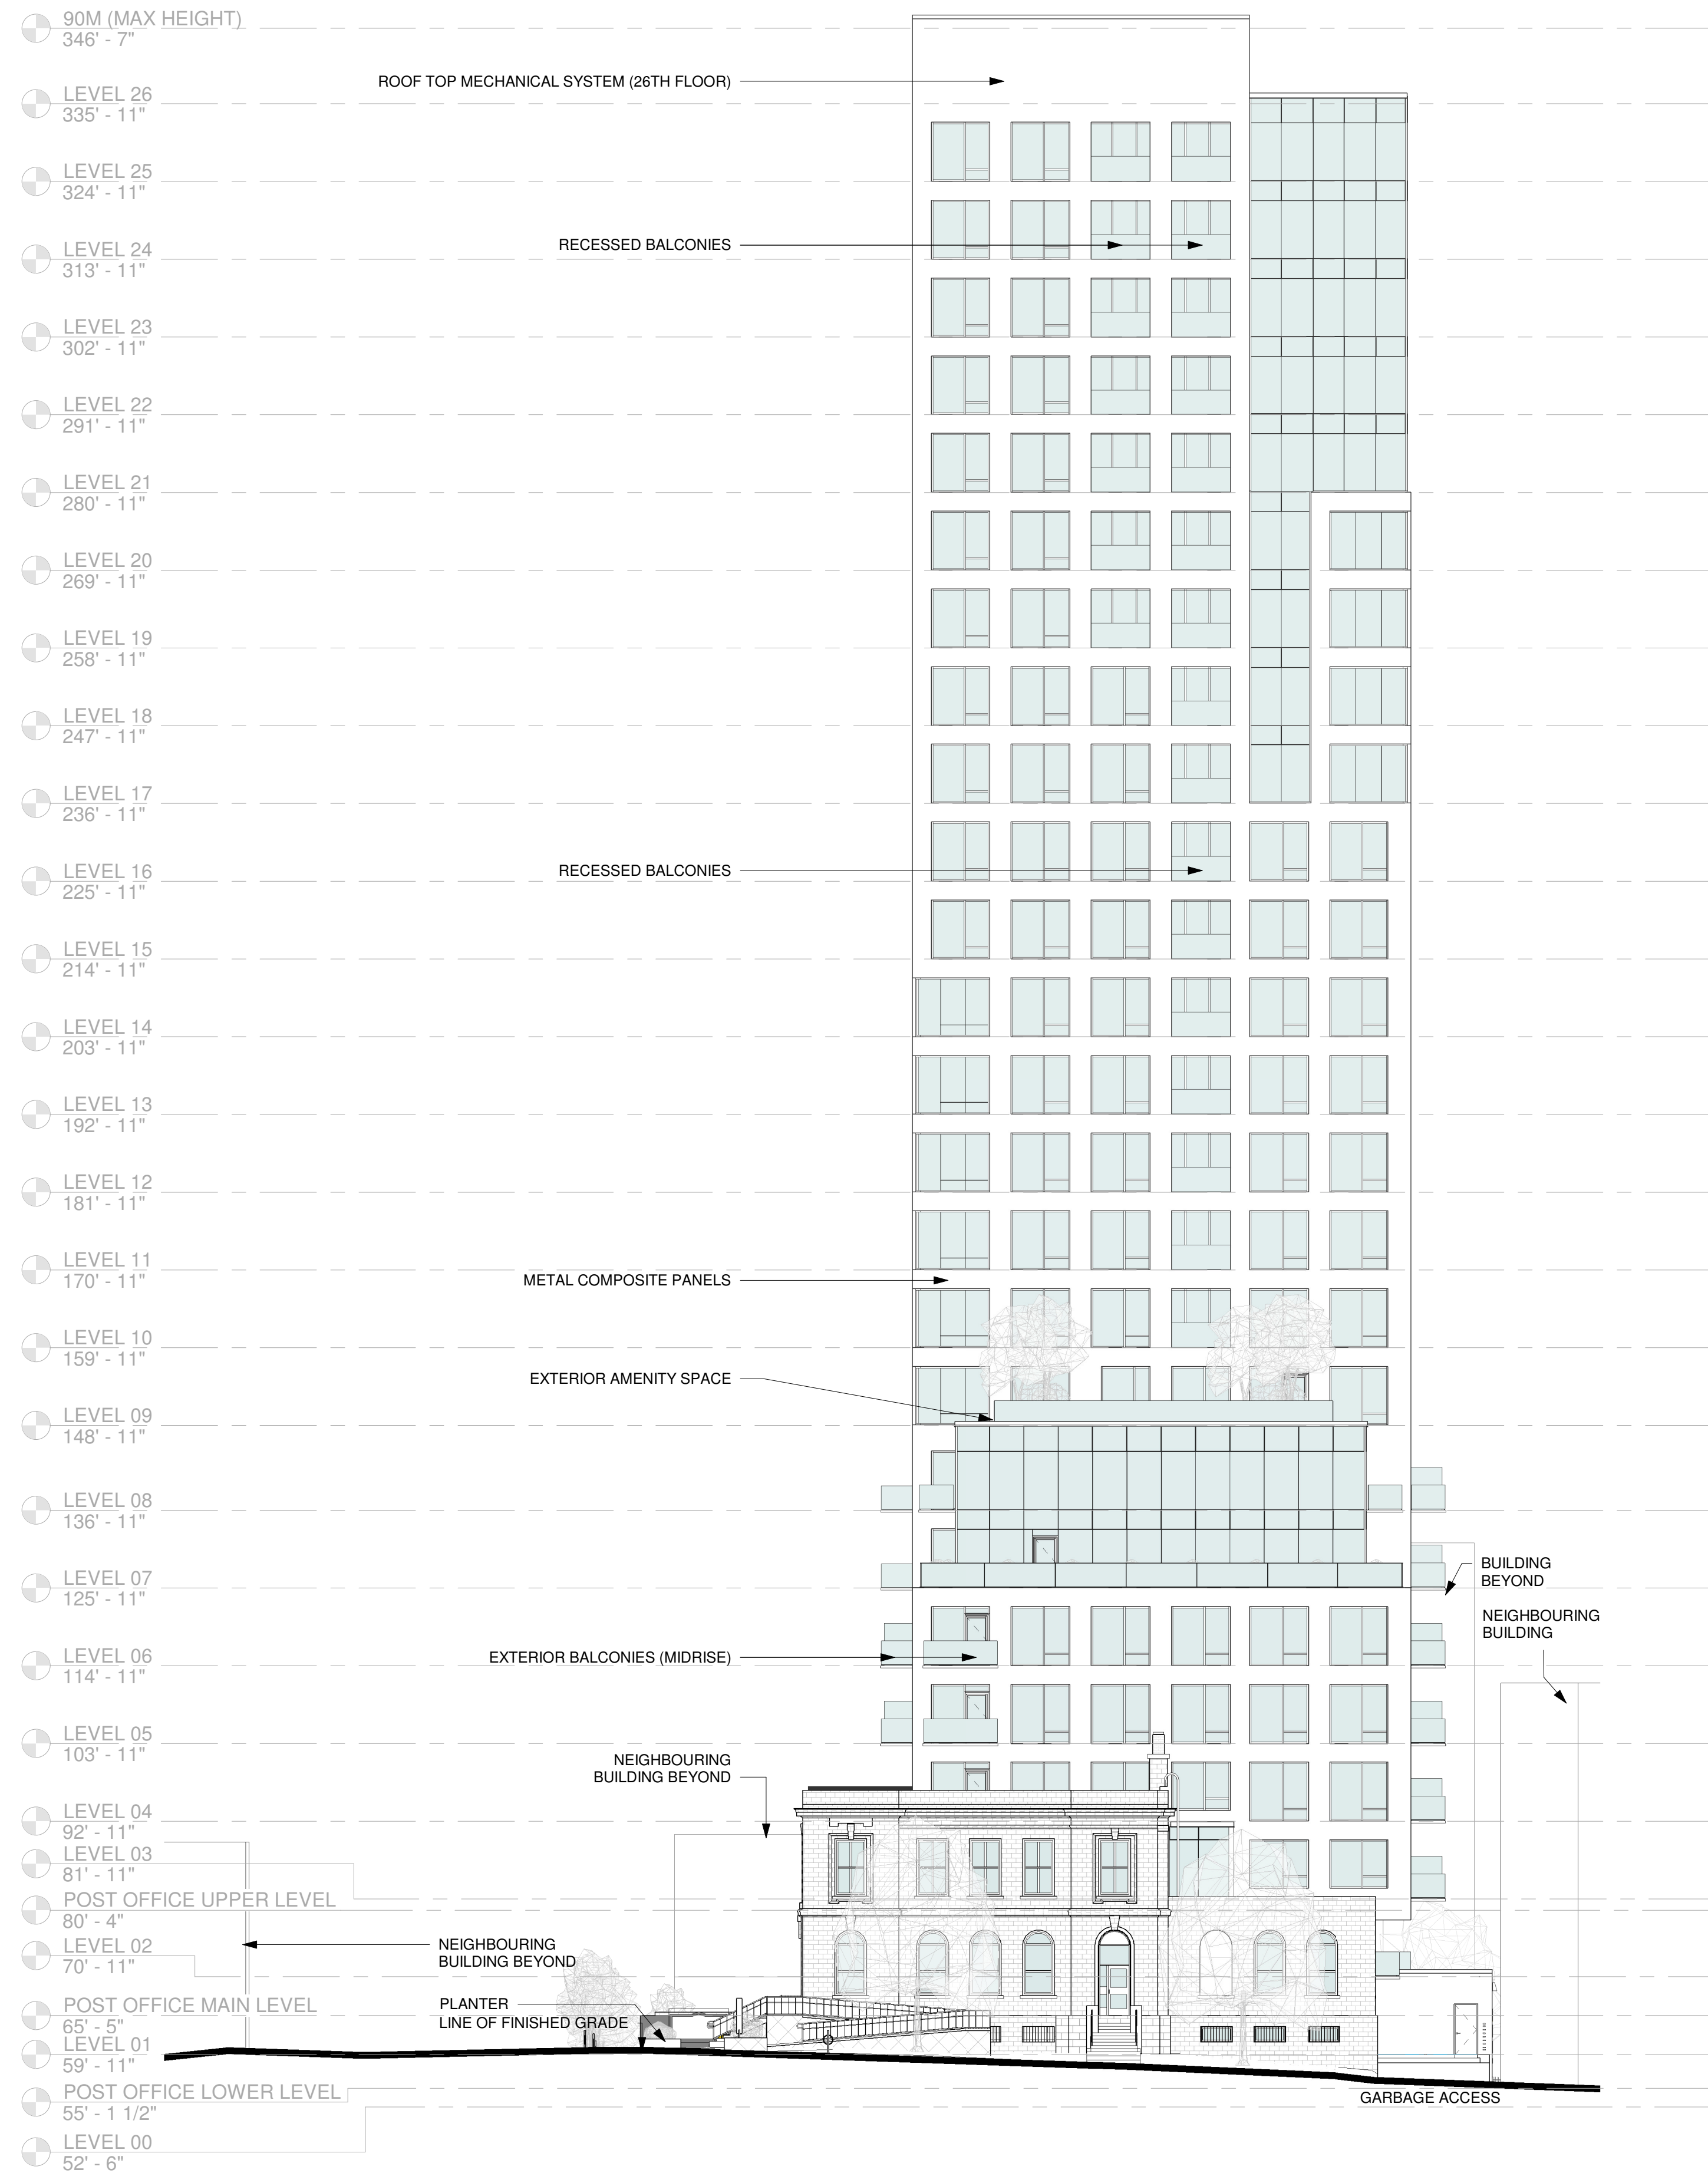 90M (MAX HEIGHT)
346' - 7"
ROOF TOP MECHANICAL SYSTEM (26TH FLOOR)
LEVEL 26
335' - 11"
LEVEL 25
324' - 11"
RECESSED BALCONIES
LEVEL 24
313' - 11"
LEVEL 23
302' - 11"
LEVEL 22
291' - 11"
LEVEL 21
280' - 11"
LEVEL 20
269' - 11"
LEVEL 19
258' - 11"
LEVEL 18
247' - 11"
LEVEL 17
236' - 11"
RECESSED BALCONIES
LEVEL 16
225' - 11"
LEVEL 15
214' - 11"
LEVEL 14
203' - 11"
LEVEL 13
192' - 11"
LEVEL 12
181' - 11"
LEVEL 11
170' - 11"
METAL COMPOSITE PANELS
LEVEL 10
159' - 11"
EXTERIOR AMENITY SPACE
LEVEL 09
148' - 11"
LEVEL 08
136' - 11"
BUILDING
BEYOND
LEVEL 07
125' - 11"
NEIGHBOURING
BUILDING
LEVEL 06
114' - 11"
EXTERIOR BALCONIES (MIDRISE)
LEVEL 05
103' - 11"
NEIGHBOURING
BUILDING BEYOND
LEVEL 04
92' - 11"
LEVEL 03
81' - 11"
POST OFFICE UPPER LEVEL
80' - 4"
LEVEL 02
70' - 11"
NEIGHBOURING
BUILDING BEYOND
POST OFFICE MAIN LEVEL
65' - 5"
PLANTER
LINE OF FINISHED GRADE
LEVEL 01
59' - 11"
POST OFFICE LOWER LEVEL
55' - 1 1/2"
GARBAGE ACCESS
LEVEL 00
52' - 6"